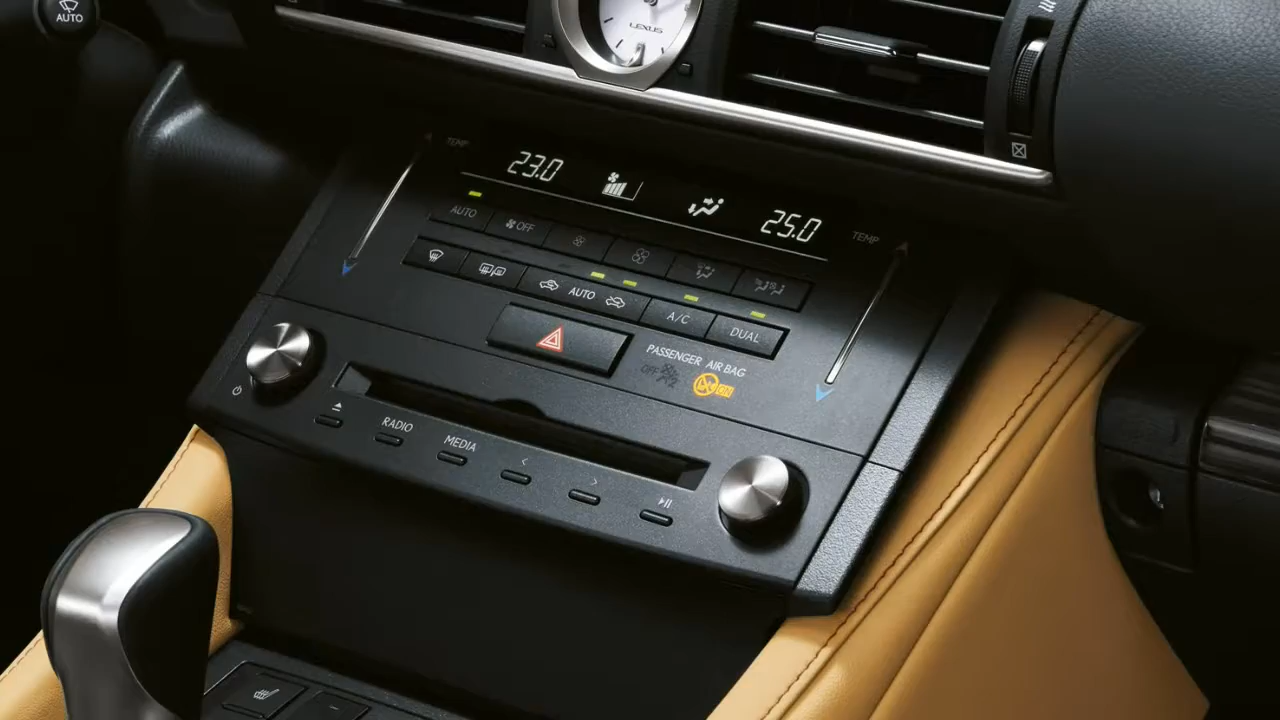 AUTO
LEXUS
TEMP
23.0
25.0
TEMP
AUTO
OFF
AUTO
A/C
DUAL
PASSENGER AIR BAG
OFF
ON
RADIO
MEDIA